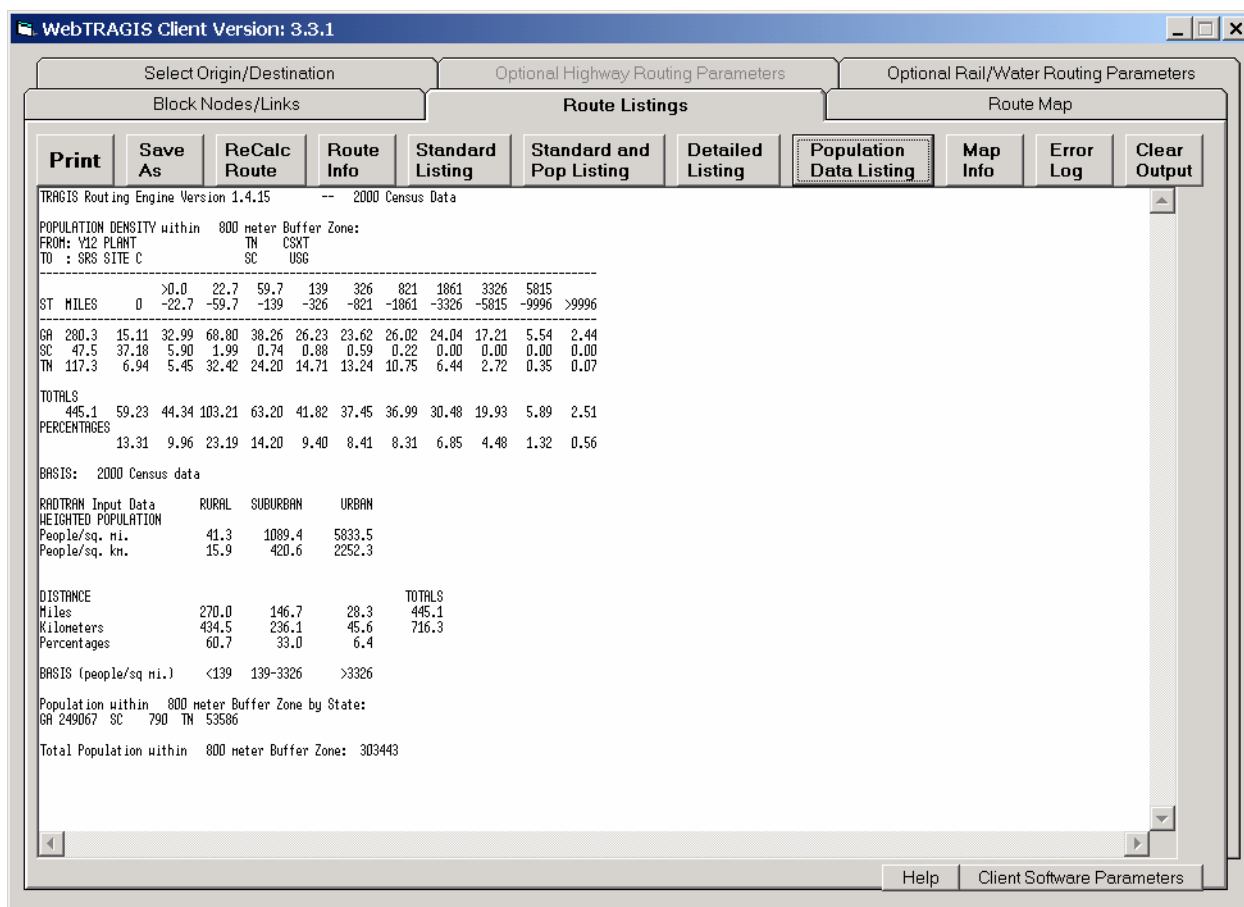 WebTRAGIS Client Version: 3.3.1
Select Origin/Destination Optional Highway Routing Parameters Optional Rail/Water Routing Parameters
Block Nodes/Links Route Listings Route Map
Print Save As ReCalc Route Route Info Standard Listing Standard and Pop Listing Detailed Listing Population Data Listing Map Info Error Log Clear Output
TRAGIS Routing Engine Version 1.4.15 -- 2000 Census Data
POPULATION DENSITY within 800 meter Buffer Zone:
FROM: Y12 PLANT TN CSXT
TO : SRS SITE C SC USG
>0.0 22.7 59.7 139 326 821 1861 3326 5815
ST MILES 0 -22.7 -59.7 -139 -326 -821 -1861 -3326 -5815 -9996 >9996
GA 280.3 15.11 32.99 68.80 38.26 26.23 23.62 26.02 24.04 17.21 5.54 2.44
SC 47.5 37.18 5.90 1.99 0.74 0.88 0.59 0.22 0.00 0.00 0.00 0.00
TN 117.3 6.94 5.45 32.42 24.20 14.71 13.24 10.75 6.44 2.72 0.35 0.07
TOTALS
445.1 59.23 44.34 103.21 63.20 41.82 37.45 36.99 30.48 19.93 5.89 2.51
PERCENTAGES
13.31 9.96 23.19 14.20 9.40 8.41 8.31 6.85 4.48 1.32 0.56
BASIS: 2000 Census data
RADTRAN Input Data RURAL SUBURBAN URBAN
WEIGHTED POPULATION
People/sq. mi. 41.3 1089.4 5833.5
People/sq. km. 15.9 420.6 2252.3
DISTANCE TOTALS
Miles 270.0 146.7 28.3 445.1
Kilometers 434.5 236.1 45.6 716.3
Percentages 60.7 33.0 6.4
BASIS (people/sq mi.) <139 139-3326 >3326
Population within 800 meter Buffer Zone by State:
GA 249067 SC 790 TN 53586
Total Population within 800 meter Buffer Zone: 303443
Help Client Software Parameters